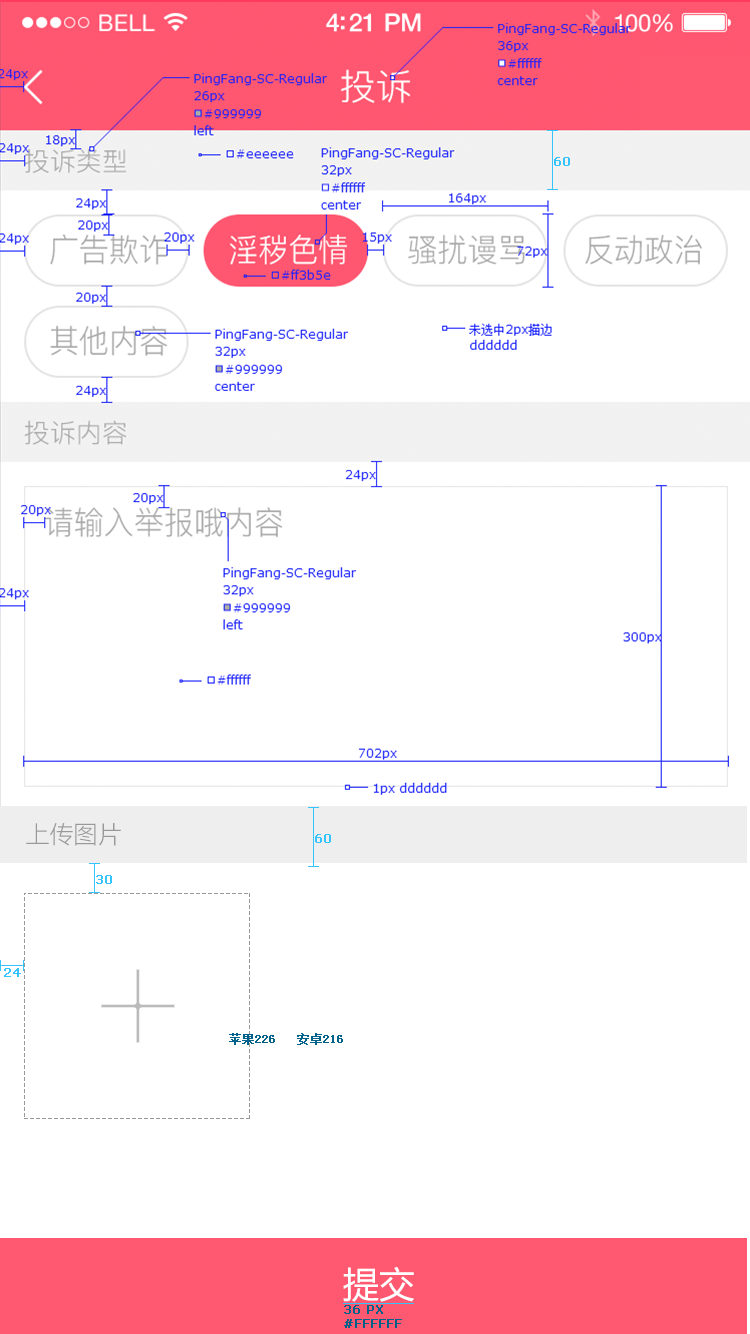 BELL 4:21 PM 100%
PingFang-SC-Regular
36px
#ffffff
center
24px
投诉
PingFang-SC-Regular
26px
#999999
left
18px
24px
投诉类型
#eeeeee
PingFang-SC-Regular
32px
#ffffff
center
60
24px
164px
20px
24px
广告欺诈
20px
淫秽色情
15px
骚扰谩骂
72px
反动政治
#ff3b5e
20px
其他内容
PingFang-SC-Regular
32px
#999999
center
未选中2px描边
dddddd
24px
投诉内容
24px
20px
20px
请输入举报哦内容
PingFang-SC-Regular
32px
#999999
left
24px
300px
#ffffff
702px
1px dddddd
上传图片
60
30
24
苹果226 安卓216
提交
36 PX
#FFFFFF